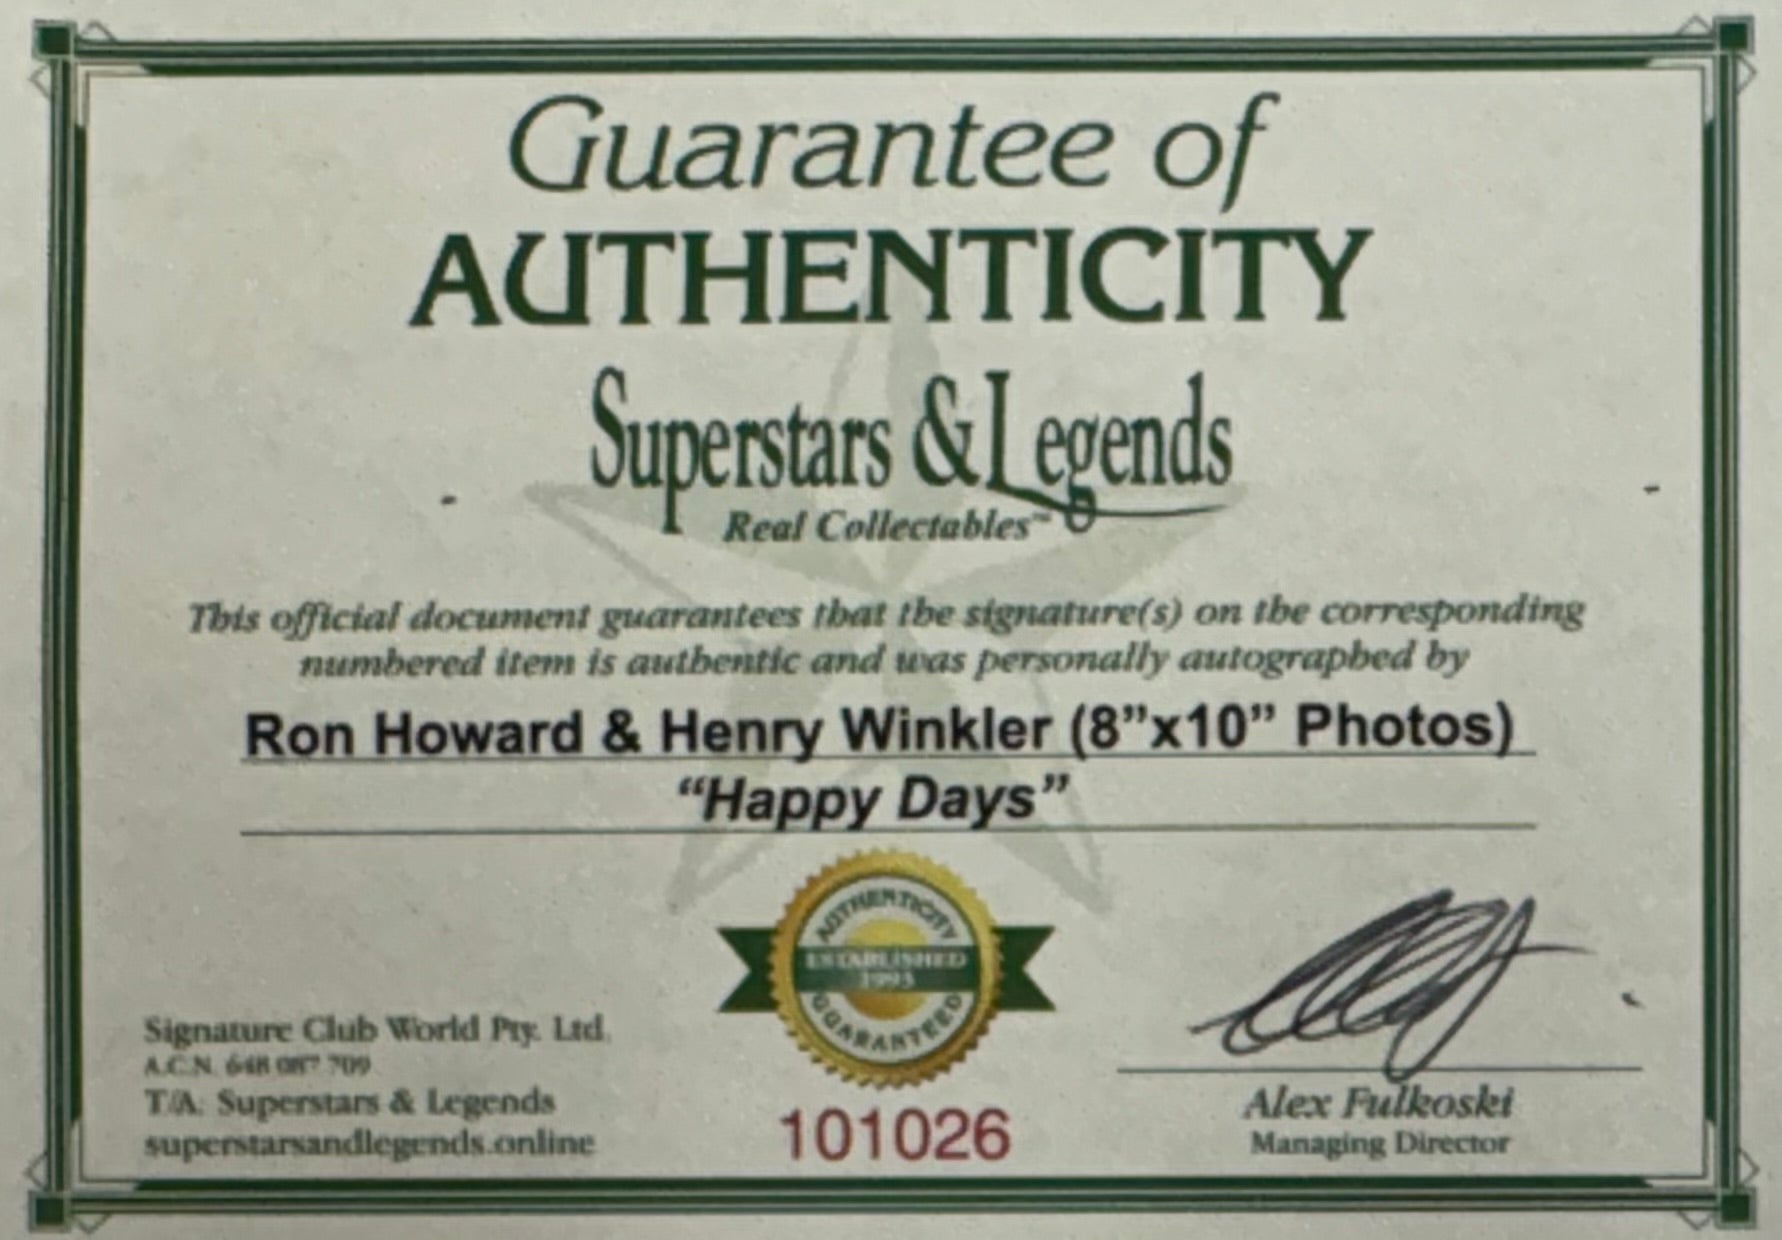 Guarantee of
AUTHENTICITY
Superstars & Legends
Real Collectables™
This official document guarantees that the signature(s) on the corresponding
numbered item is authentic and was personally autographed by
Ron Howard & Henry Winkler (8”x10” Photos)
“Happy Days”
AUTHENTICITY
ESTABLISHED
1993
GUARANTEED
Signature Club World Pty. Ltd.
A.C.N. 648 087 709
T/A: Superstars & Legends
superstarsandlegends.online
101026
Alex Fulkoski
Managing Director